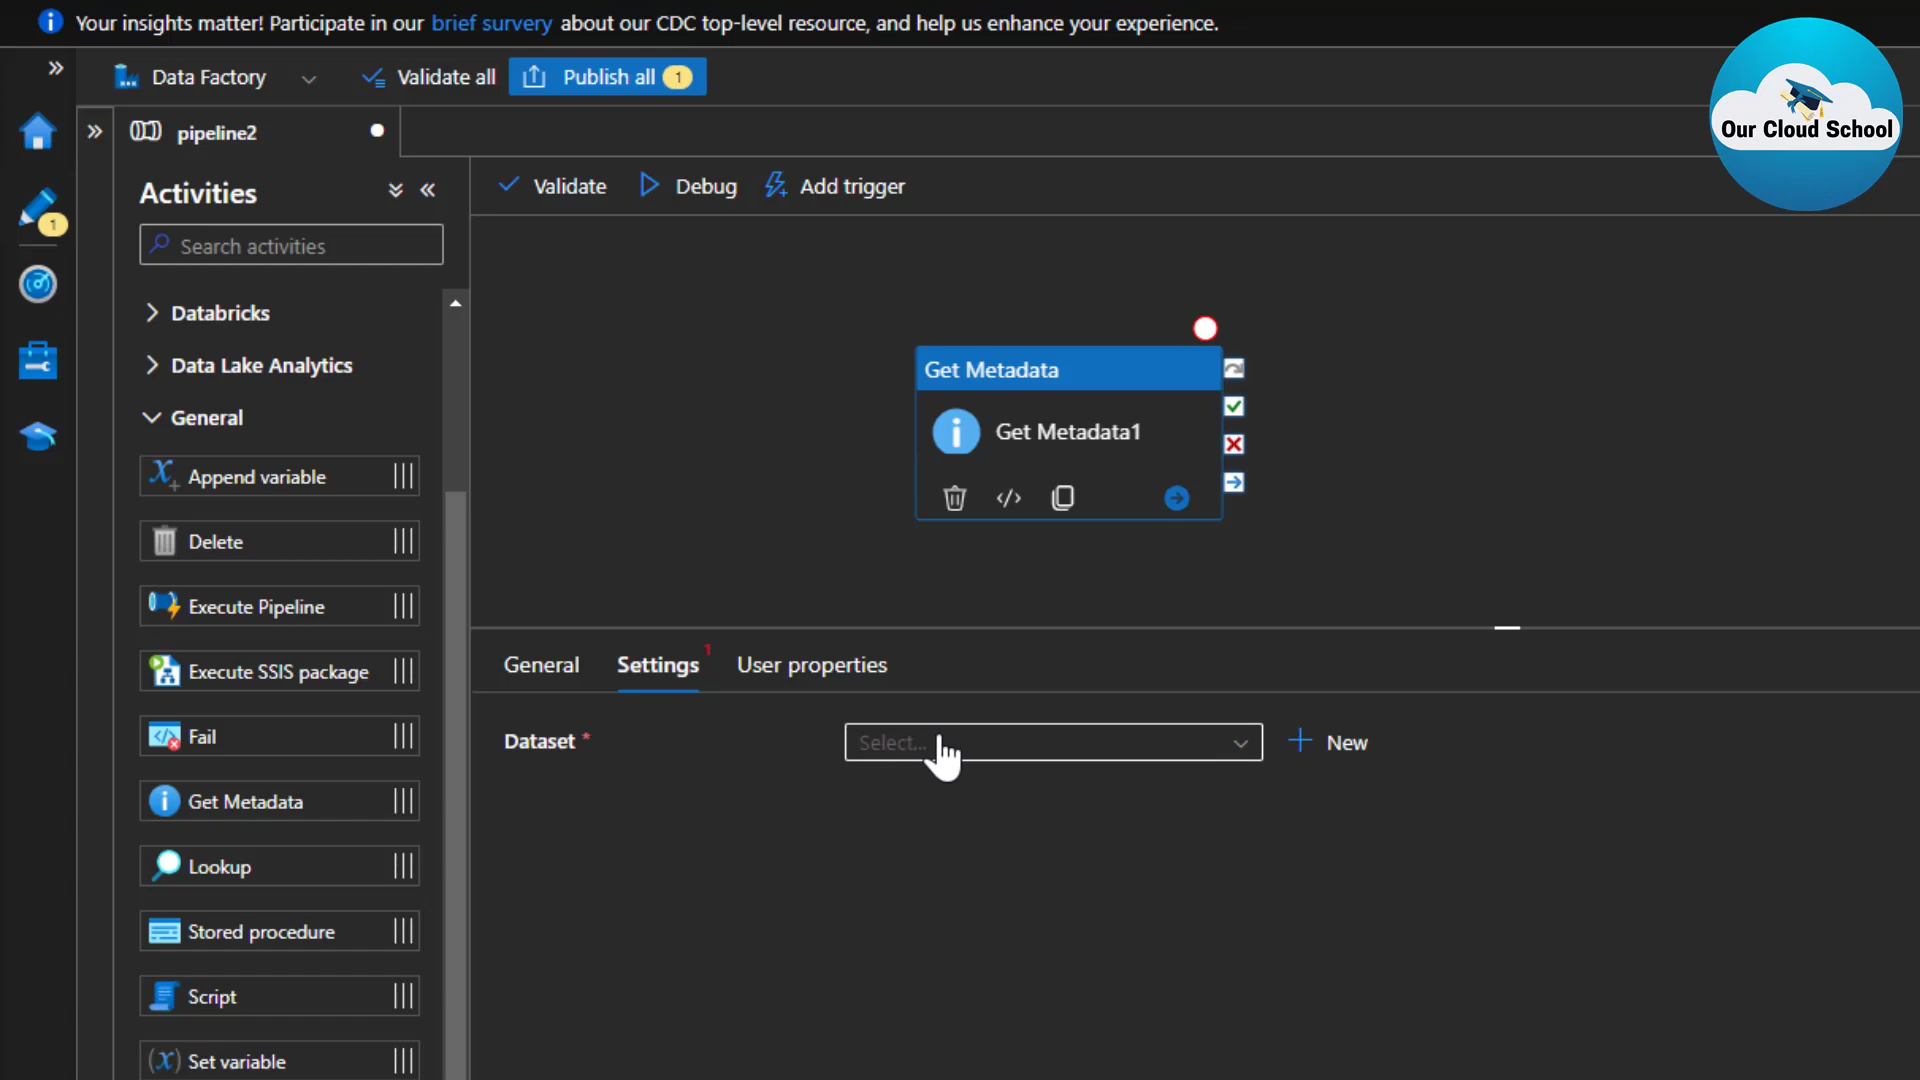 Your insights matter! Participate in our brief survery about our CDC top-level resource, and help us enhance your experience.
Data Factory
Validate all
Publish all 1
Our Cloud School
pipeline2
Activities
Validate
Debug
Add trigger
1
Search activities
Databricks
Data Lake Analytics
General
Append variable
Delete
Execute Pipeline
Execute SSIS package
Fail
Get Metadata
Lookup
Stored procedure
Script
Set variable
Get Metadata
Get Metadata1
General
Settings 1
User properties
Dataset *
Select...
New